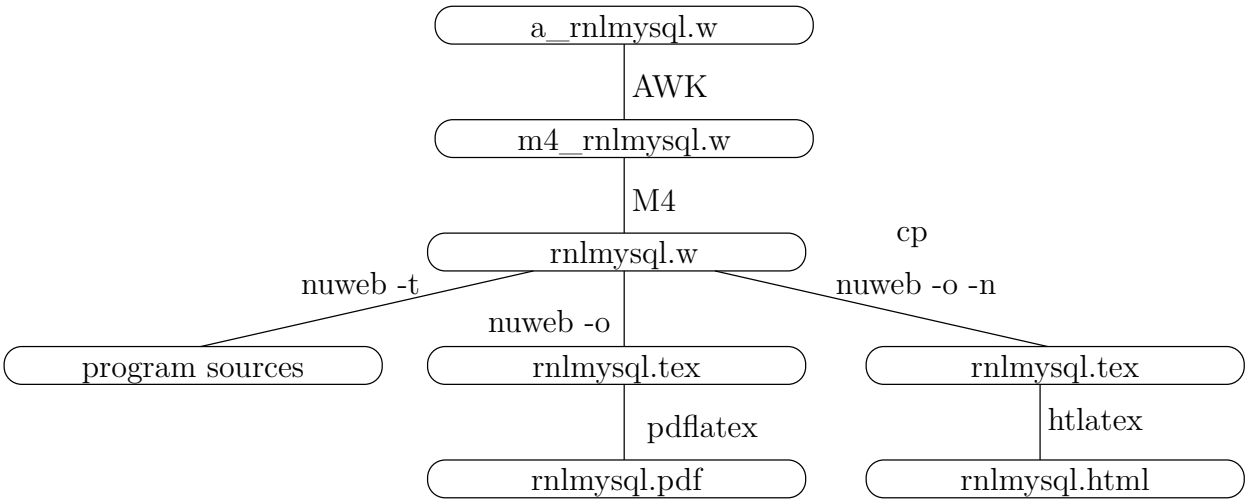 a_rnlmysql.w
AWK
m4_rnlmysql.w
M4
cp
rnlmysql.w
nuweb -t
nuweb -o -n
nuweb -o
program sources
rnlmysql.tex
rnlmysql.tex
pdflatex
htlatex
rnlmysql.pdf
rnlmysql.html